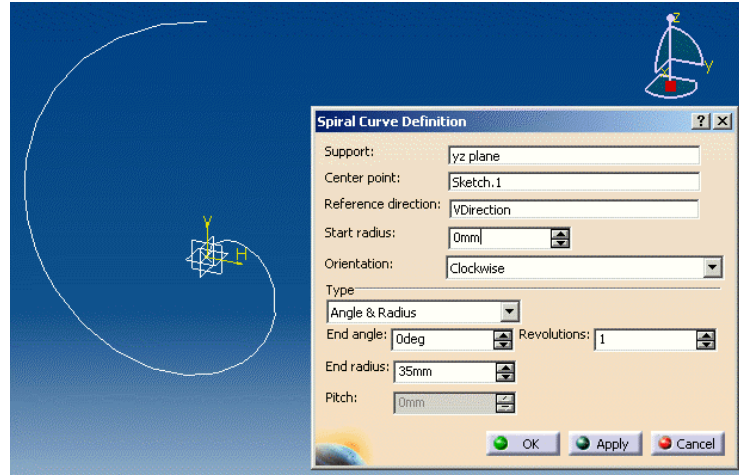 z
x
y
Spiral Curve Definition
Support: yz plane
Center point: Sketch.1
Reference direction: VDirection
Start radius: 0mm
Orientation: Clockwise
Type
Angle & Radius
End angle: 0deg Revolutions: 1
End radius: 35mm
Pitch: 0mm
OK Apply Cancel
V
H